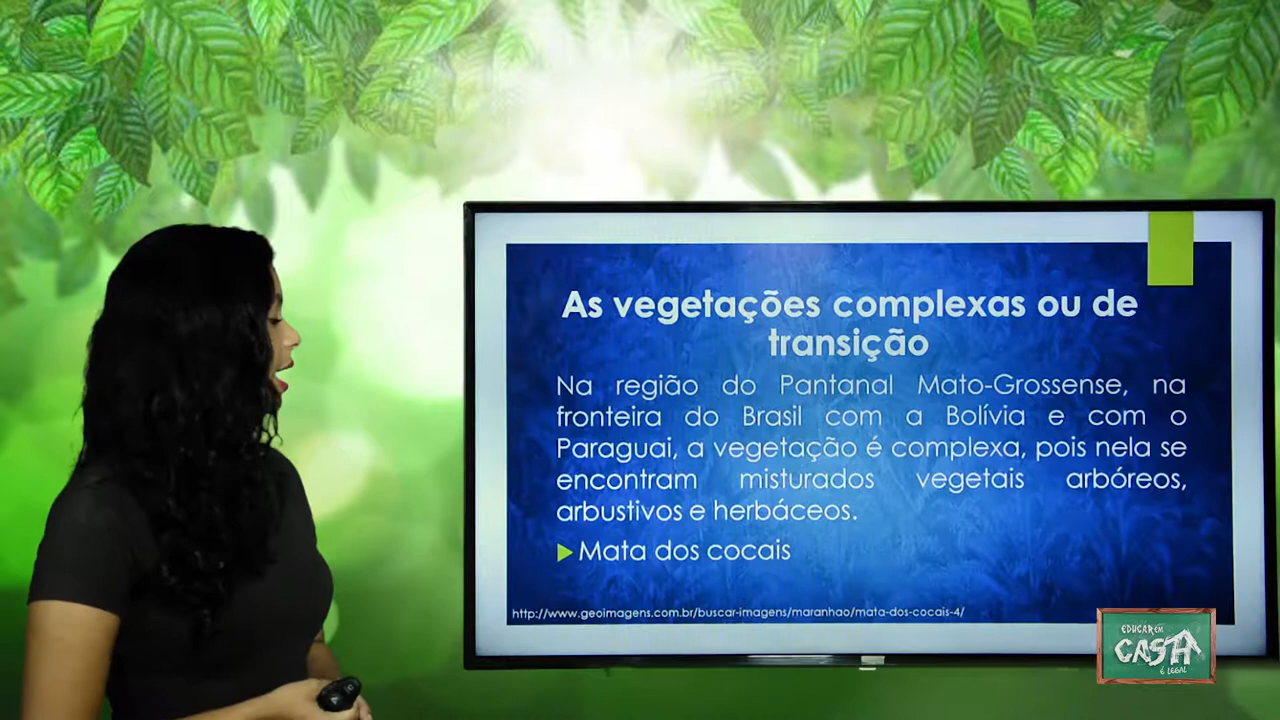 As vegetações complexas ou de
transição
Na região do Pantanal Mato-Grossense, na
fronteira do Brasil com a Bolívia e com o
Paraguai, a vegetação é complexa, pois nela se
encontram misturados vegetais arbóreos,
arbustivos e herbáceos.
Mata dos cocais
http://www.geoimagens.com.br/buscar-imagens/maranhao/mata-dos-cocais-4/
EDUCAR EM
CASA
É LEGAL